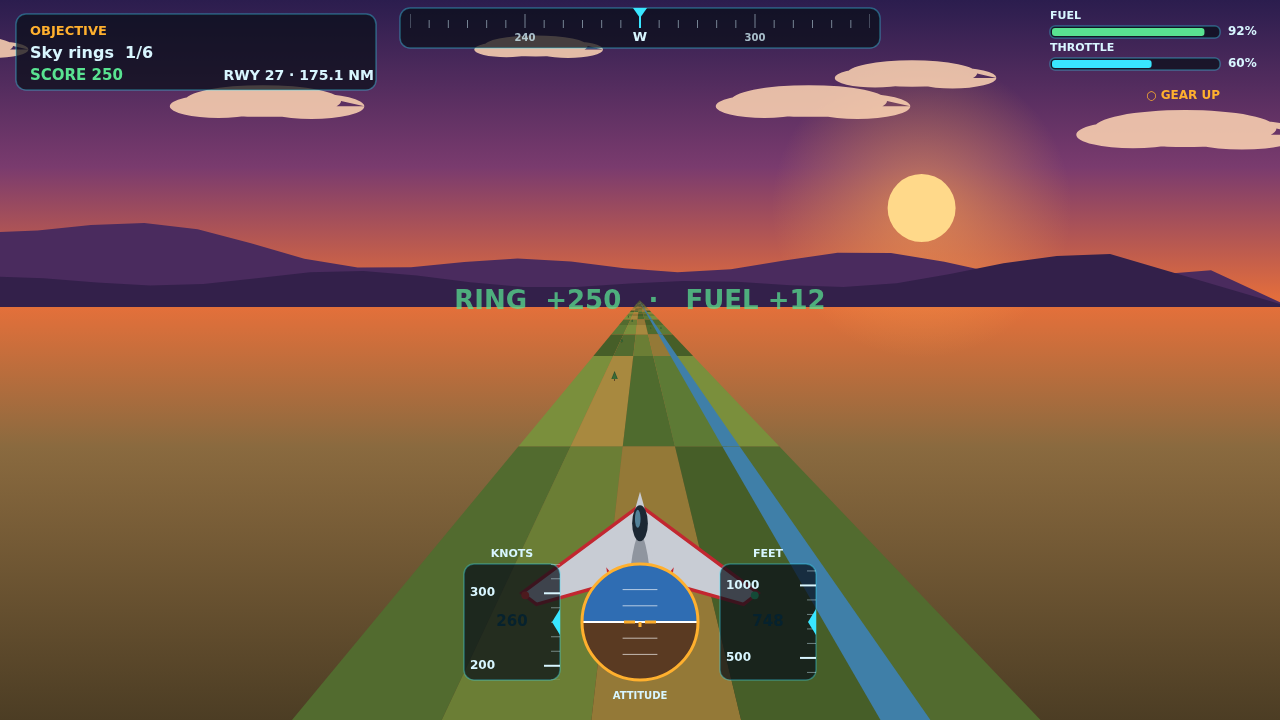 OBJECTIVE
Sky rings 1/6
SCORE 250
RWY 27 · 175.1 NM
240
W
300
FUEL
92%
THROTTLE
60%
○ GEAR UP
RING +250 · FUEL +12
KNOTS
300
260
200
FEET
1000
748
500
ATTITUDE